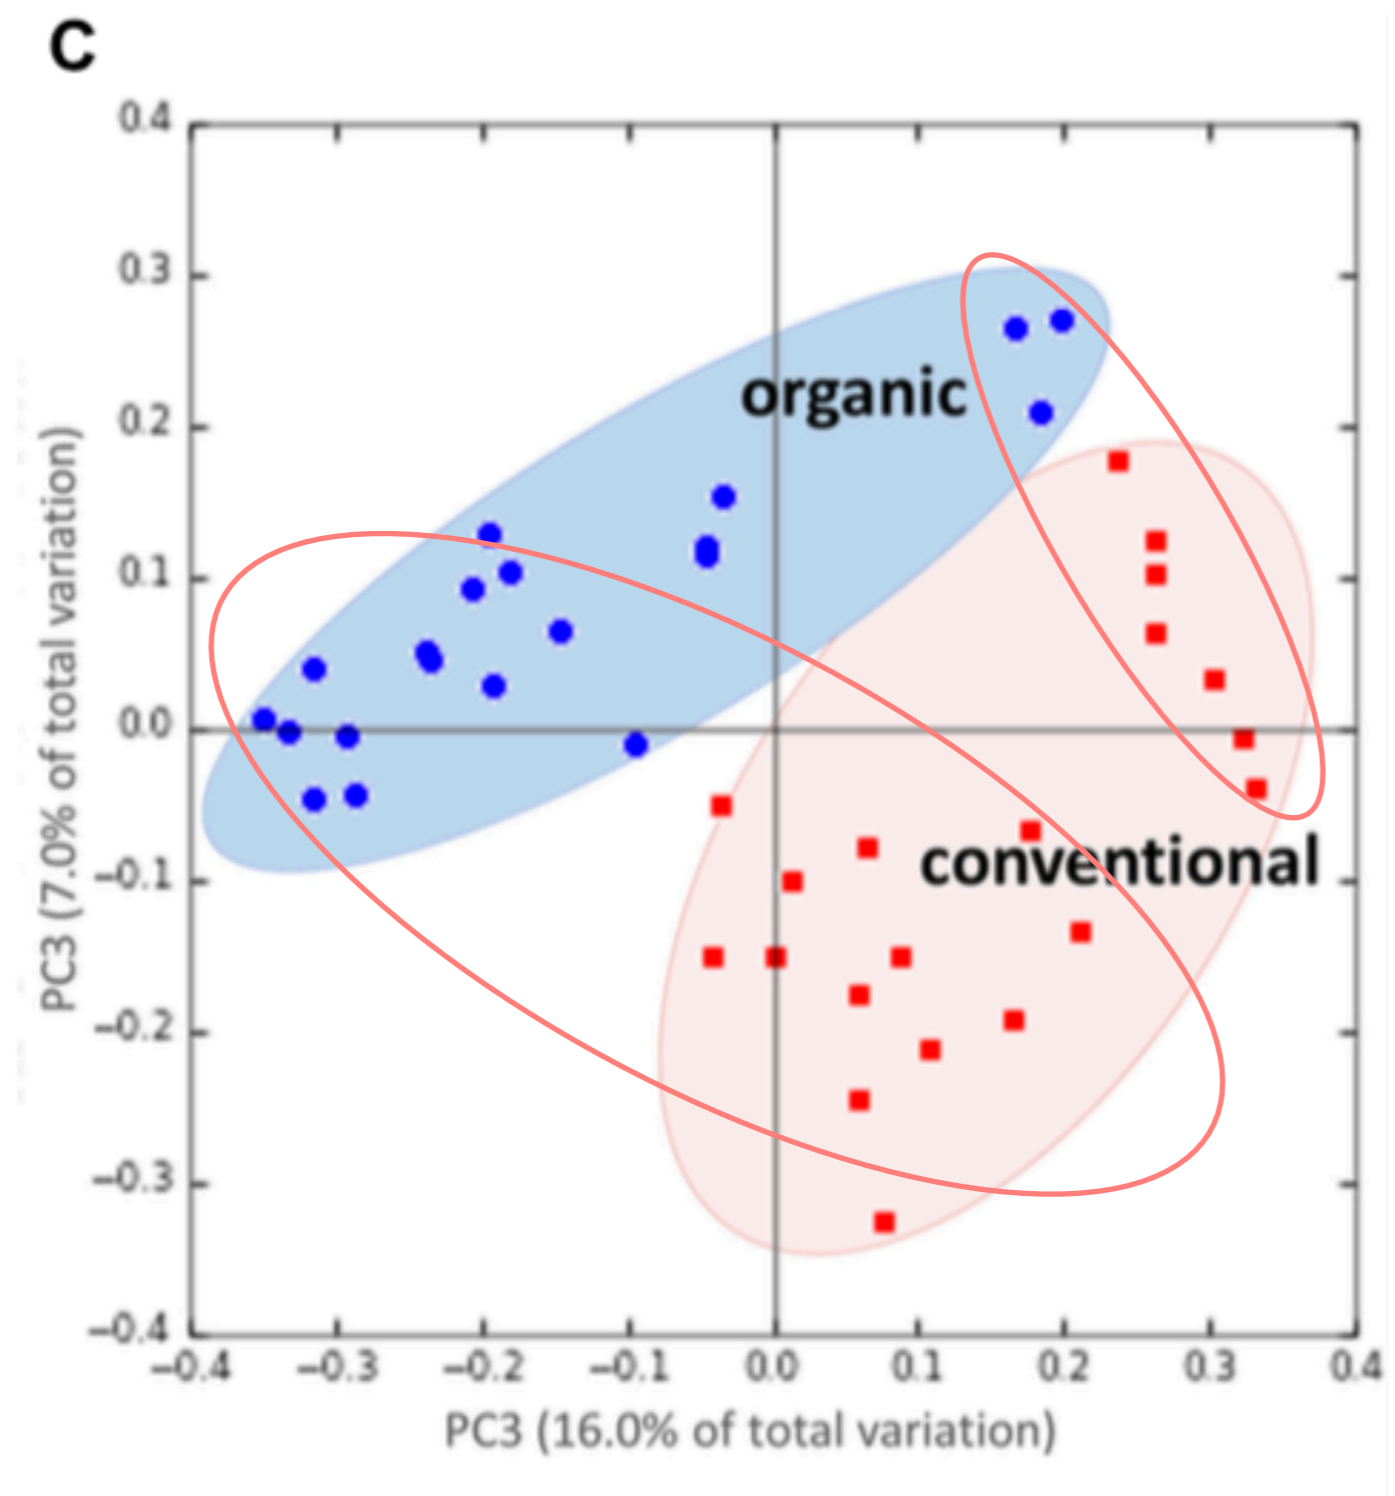 C
0.4
0.3
0.2
0.1
0.0
−0.1
−0.2
−0.3
−0.4
PC3 (7.0% of total variation)
organic
conventional
−0.4 −0.3 −0.2 −0.1 0.0 0.1 0.2 0.3 0.4
PC3 (16.0% of total variation)